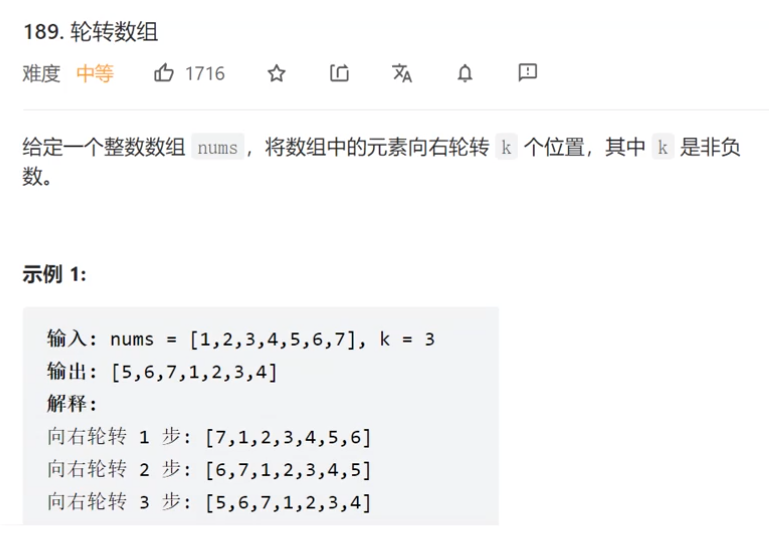 189. 轮转数组
难度 中等 1716
给定一个整数数组 nums，将数组中的元素向右轮转 k 个位置，其中 k 是非负
数。
示例 1:
输入: nums = [1,2,3,4,5,6,7], k = 3
输出: [5,6,7,1,2,3,4]
解释:
向右轮转 1 步: [7,1,2,3,4,5,6]
向右轮转 2 步: [6,7,1,2,3,4,5]
向右轮转 3 步: [5,6,7,1,2,3,4]